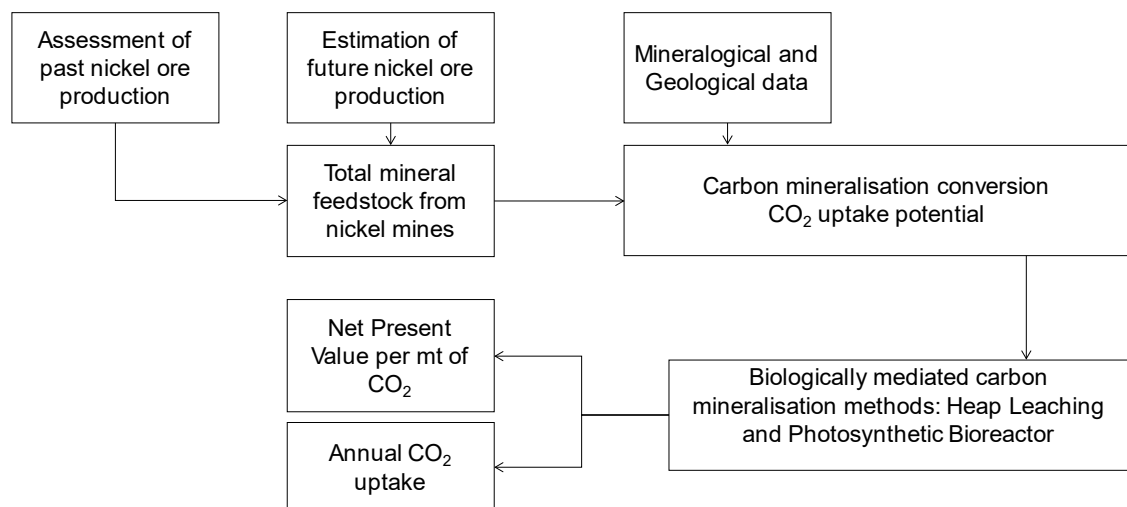 Assessment of
past nickel ore
production
Estimation of
future nickel ore
production
Mineralogical and
Geological data
Total mineral
feedstock from
nickel mines
Carbon mineralisation conversion
CO₂ uptake potential
Net Present
Value per mt of
CO₂
Biologically mediated carbon
mineralisation methods: Heap Leaching
and Photosynthetic Bioreactor
Annual CO₂
uptake